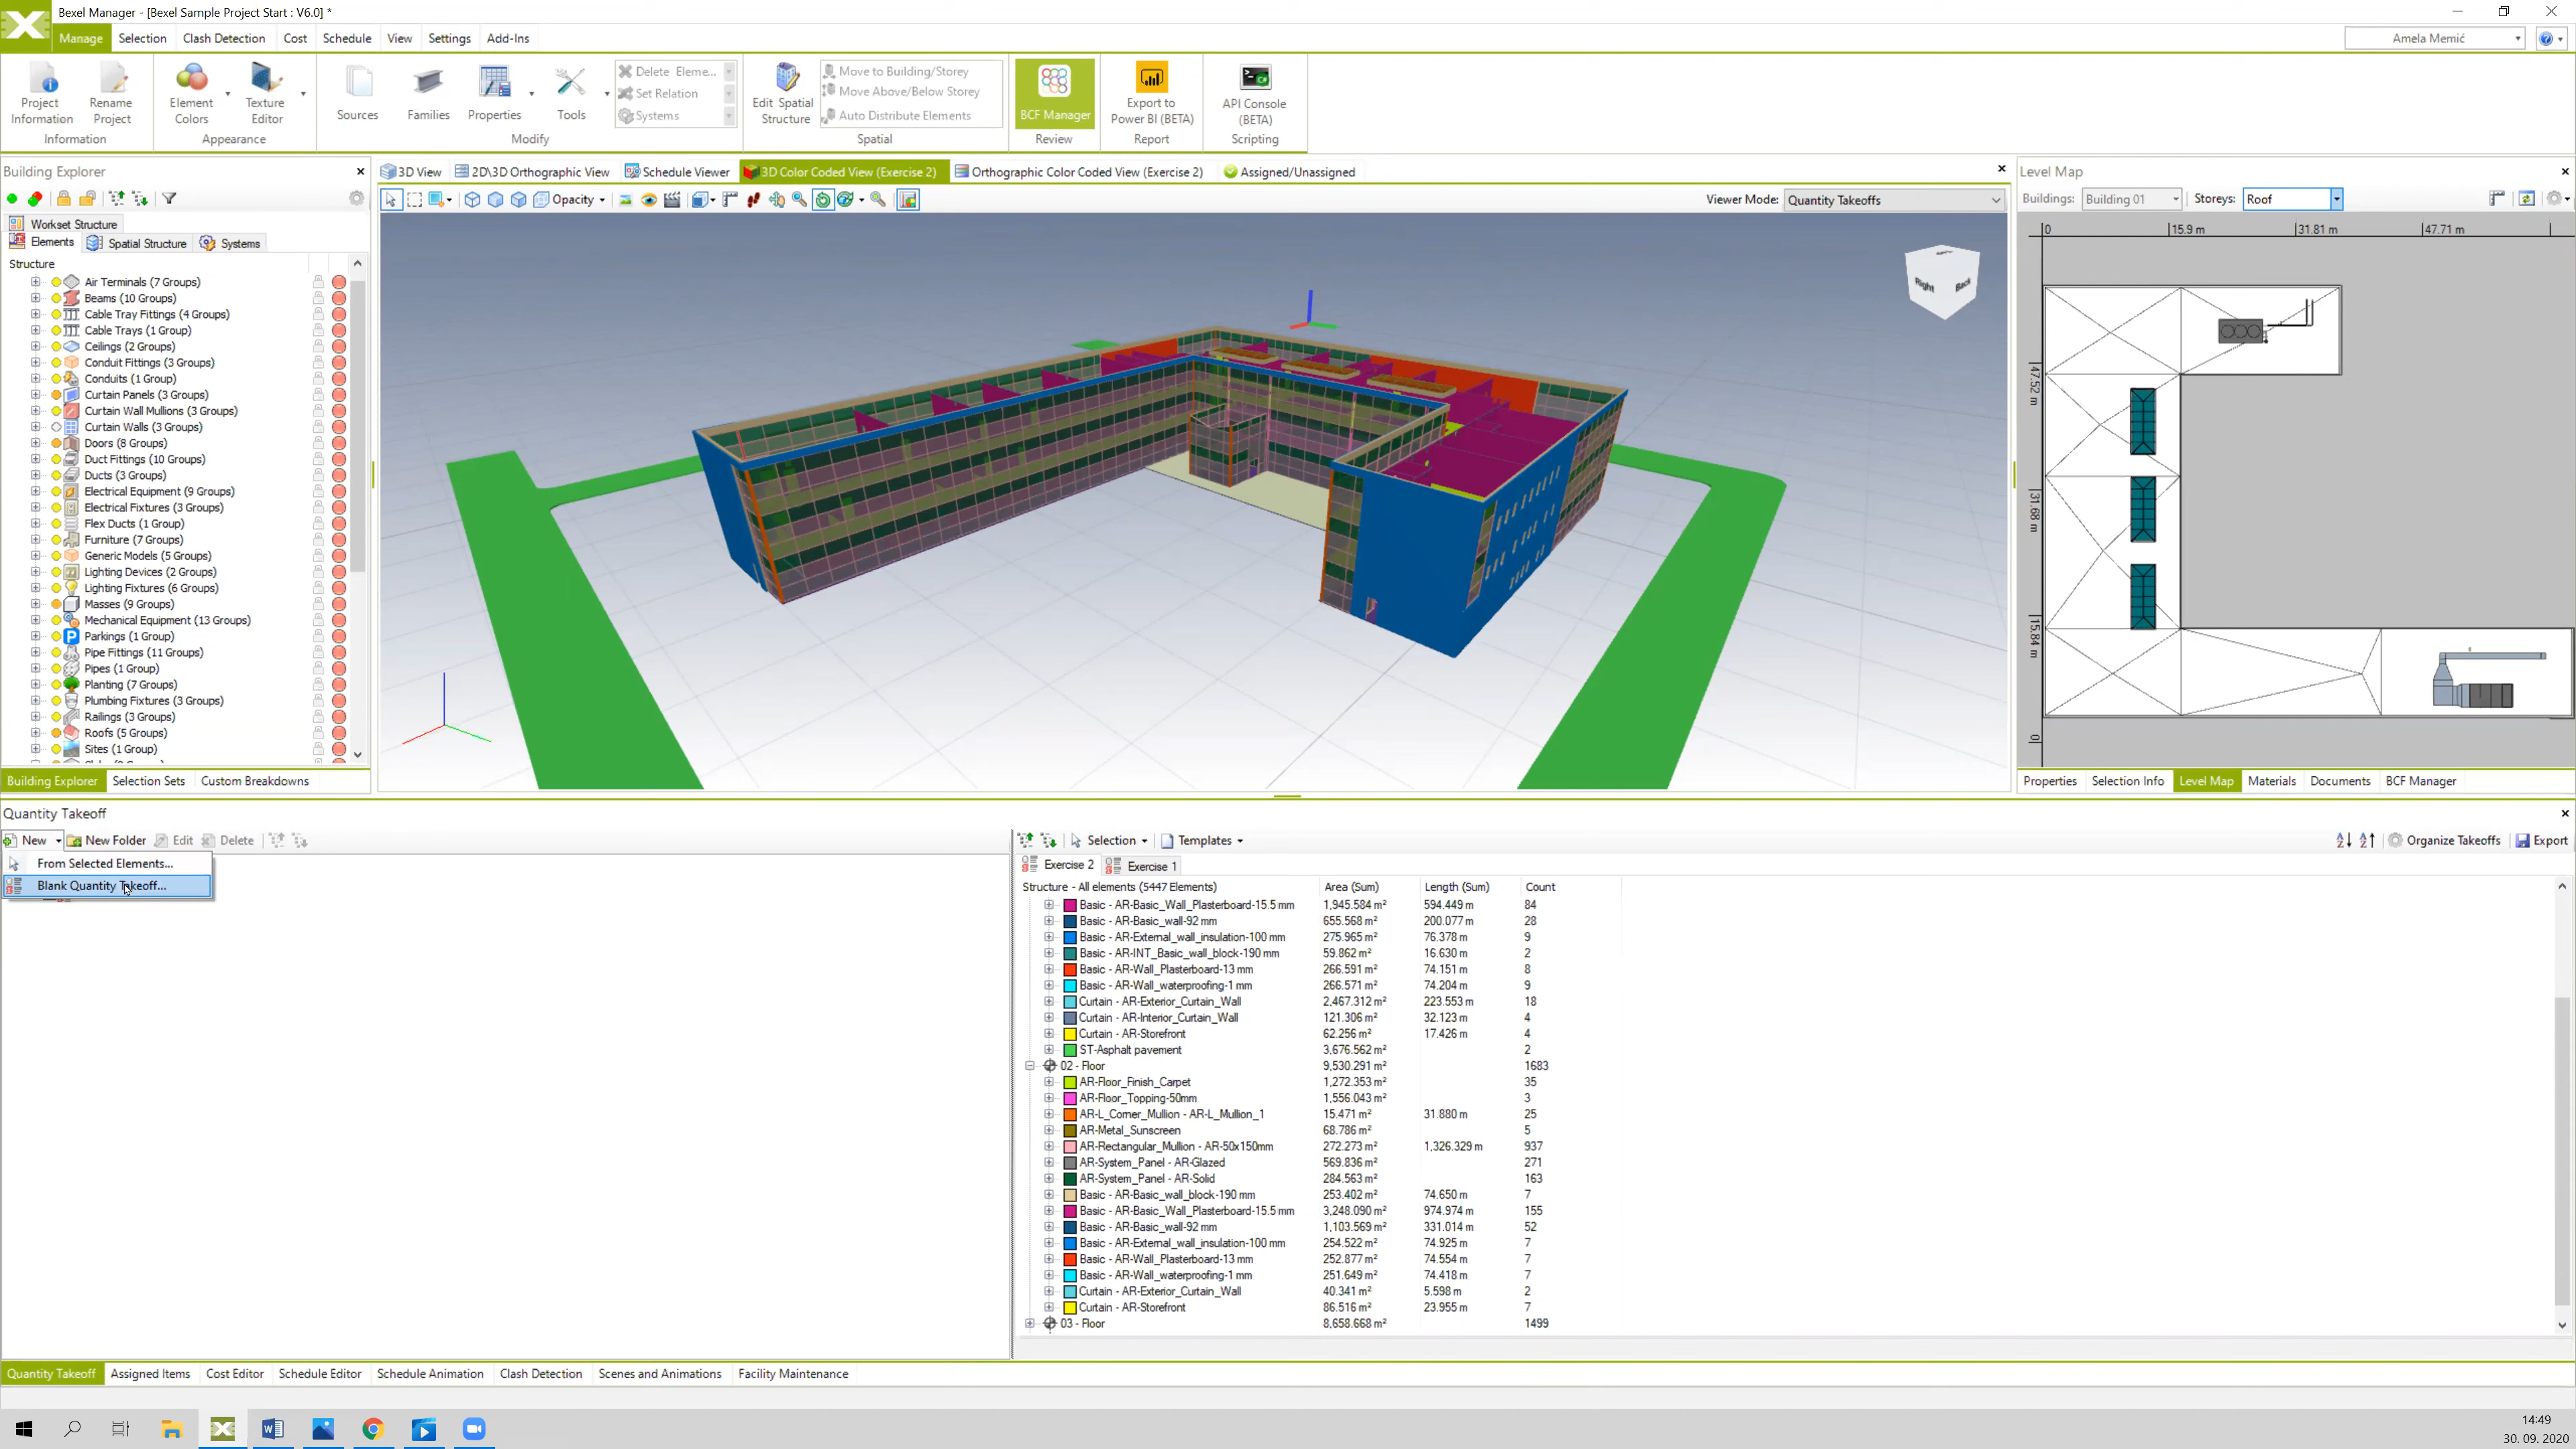 Bexel Manager - [Bexel Sample Project Start : V6.0] *
Manage Selection Clash Detection Cost Schedule View Settings Add-Ins
Amela Memić
Project Information
Rename Project
Information
Element Colors
Texture Editor
Appearance
Sources
Families
Properties
Tools
Delete Eleme...
Set Relation
Systems
Modify
Edit Spatial Structure
Move to Building/Storey
Move Above/Below Storey
Auto Distribute Elements
Spatial
BCF Manager
Review
Export to Power BI (BETA)
Report
API Console (BETA)
Scripting
Building Explorer
Workset Structure
Elements Spatial Structure Systems
Structure
Air Terminals (7 Groups)
Beams (10 Groups)
Cable Tray Fittings (4 Groups)
Cable Trays (1 Group)
Ceilings (2 Groups)
Conduit Fittings (3 Groups)
Conduits (1 Group)
Curtain Panels (3 Groups)
Curtain Wall Mullions (3 Groups)
Curtain Walls (3 Groups)
Doors (8 Groups)
Duct Fittings (10 Groups)
Ducts (3 Groups)
Electrical Equipment (9 Groups)
Electrical Fixtures (3 Groups)
Flex Ducts (1 Group)
Furniture (7 Groups)
Generic Models (5 Groups)
Lighting Devices (2 Groups)
Lighting Fixtures (6 Groups)
Masses (9 Groups)
Mechanical Equipment (13 Groups)
Parkings (1 Group)
Pipe Fittings (11 Groups)
Pipes (1 Group)
Planting (7 Groups)
Plumbing Fixtures (3 Groups)
Railings (3 Groups)
Roofs (5 Groups)
Sites (1 Group)
Building Explorer Selection Sets Custom Breakdowns
3D View 2D\3D Orthographic View Schedule Viewer 3D Color Coded View (Exercise 2) Orthographic Color Coded View (Exercise 2) Assigned/Unassigned
Opacity
Viewer Mode: Quantity Takeoffs
Right Back
Level Map
Buildings: Building 01 Storeys: Roof
0 15.9 m 31.81 m 47.71 m
47.52 m
31.68 m
15.84 m
0
Properties Selection Info Level Map Materials Documents BCF Manager
Quantity Takeoff
New New Folder Edit Delete
From Selected Elements...
Blank Quantity Takeoff...
Selection Templates
Organize Takeoffs Export
Exercise 2 Exercise 1
Structure - All elements (5447 Elements) Area (Sum) Length (Sum) Count
Basic - AR-Basic_Wall_Plasterboard-15.5 mm 1,945.584 m² 594.449 m 84
Basic - AR-Basic_wall-92 mm 655.568 m² 200.077 m 28
Basic - AR-External_wall_insulation-100 mm 275.965 m² 76.378 m 9
Basic - AR-INT_Basic_wall_block-190 mm 59.862 m² 16.630 m 2
Basic - AR-Wall_Plasterboard-13 mm 266.591 m² 74.151 m 8
Basic - AR-Wall_waterproofing-1 mm 266.571 m² 74.204 m 9
Curtain - AR-Exterior_Curtain_Wall 2,467.312 m² 223.553 m 18
Curtain - AR-Interior_Curtain_Wall 121.306 m² 32.123 m 4
Curtain - AR-Storefront 62.256 m² 17.426 m 4
ST-Asphalt pavement 3,676.562 m² 2
02 - Floor 9,530.291 m² 1683
AR-Floor_Finish_Carpet 1,272.353 m² 35
AR-Floor_Topping-50mm 1,556.043 m² 3
AR-L_Corner_Mullion - AR-L_Mullion_1 15.471 m² 31.880 m 25
AR-Metal_Sunscreen 68.786 m² 5
AR-Rectangular_Mullion - AR-50x150mm 272.273 m² 1,326.329 m 937
AR-System_Panel - AR-Glazed 569.836 m² 271
AR-System_Panel - AR-Solid 284.563 m² 163
Basic - AR-Basic_wall_block-190 mm 253.402 m² 74.650 m 7
Basic - AR-Basic_Wall_Plasterboard-15.5 mm 3,248.090 m² 974.974 m 155
Basic - AR-Basic_wall-92 mm 1,103.569 m² 331.014 m 52
Basic - AR-External_wall_insulation-100 mm 254.522 m² 74.925 m 7
Basic - AR-Wall_Plasterboard-13 mm 252.877 m² 74.554 m 7
Basic - AR-Wall_waterproofing-1 mm 251.649 m² 74.418 m 7
Curtain - AR-Exterior_Curtain_Wall 40.341 m² 5.598 m 2
Curtain - AR-Storefront 86.516 m² 23.955 m 7
03 - Floor 8,658.668 m² 1499
Quantity Takeoff Assigned Items Cost Editor Schedule Editor Schedule Animation Clash Detection Scenes and Animations Facility Maintenance
14:49
30. 09. 2020